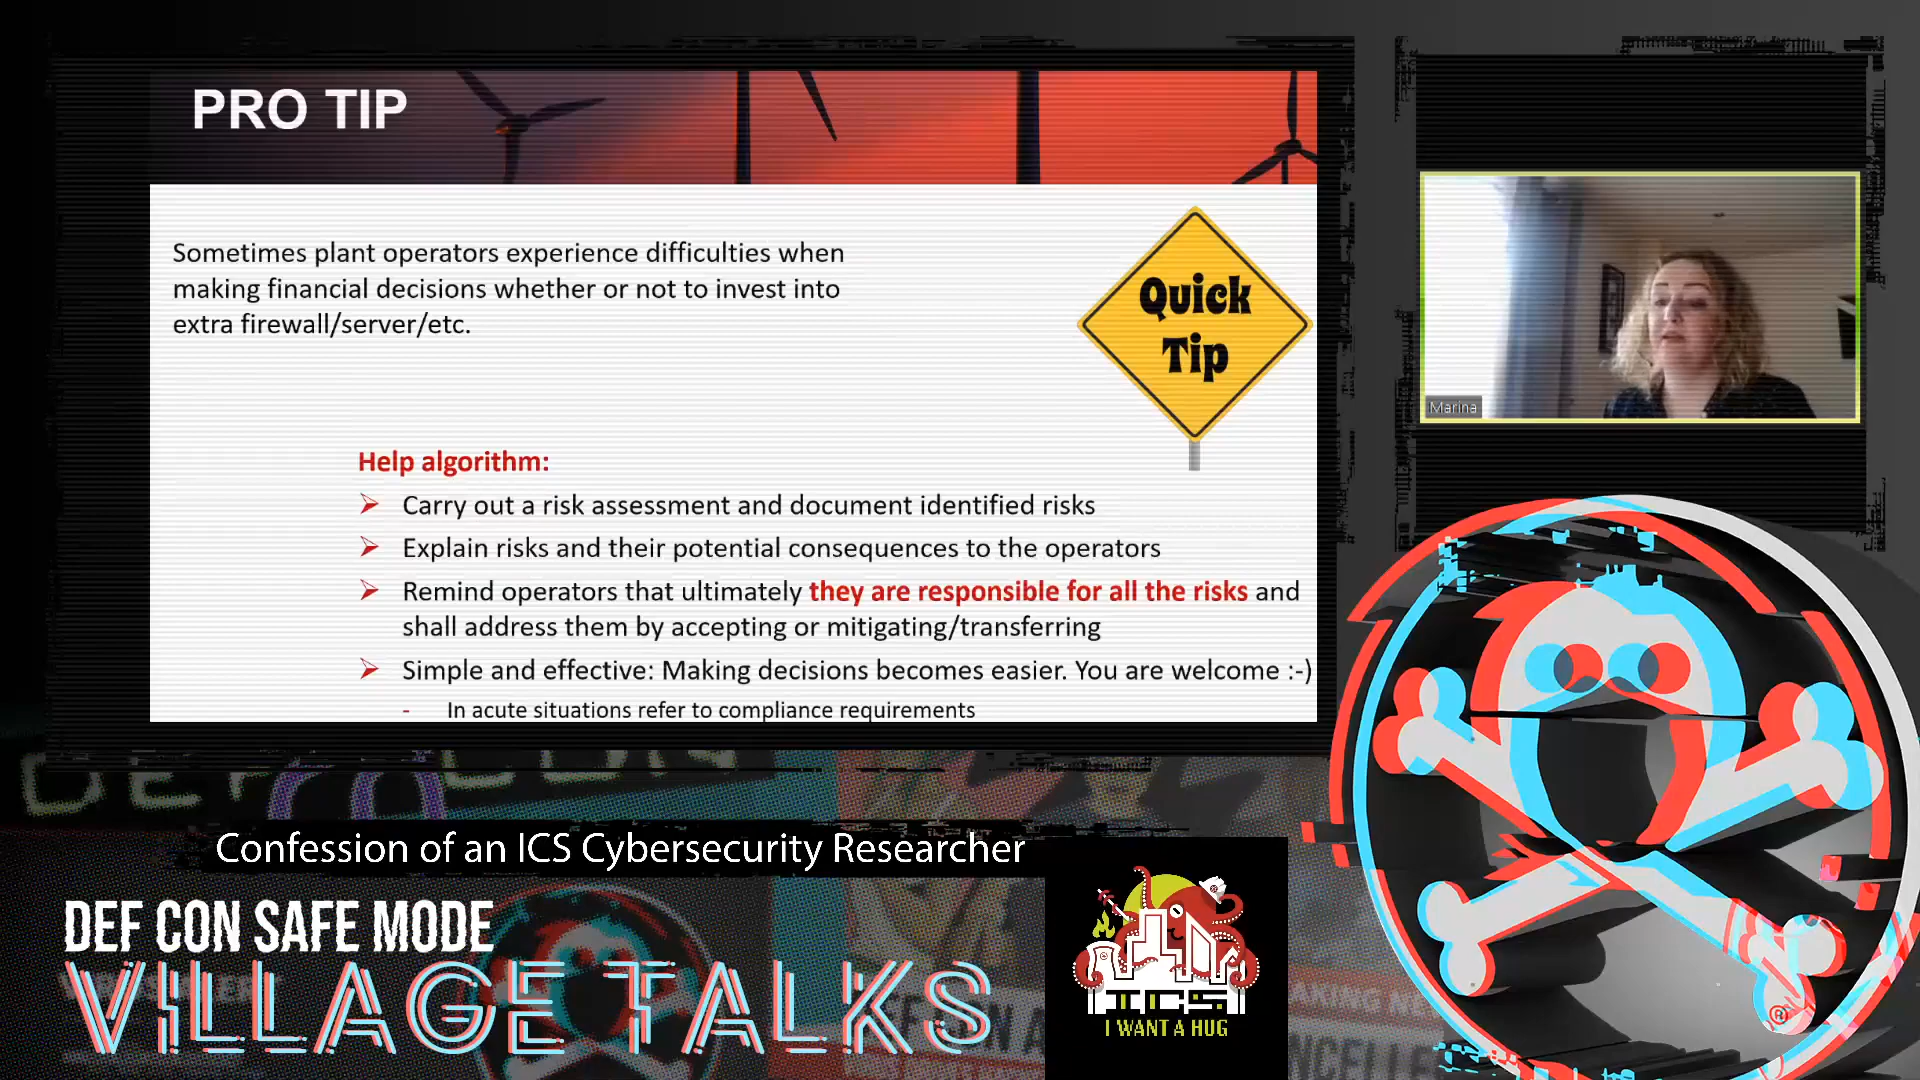 PRO TIP
Sometimes plant operators experience difficulties when
making financial decisions whether or not to invest into
extra firewall/server/etc.
Quick
Tip
Help algorithm:
➢ Carry out a risk assessment and document identified risks
➢ Explain risks and their potential consequences to the operators
➢ Remind operators that ultimately they are responsible for all the risks and
shall address them by accepting or mitigating/transferring
➢ Simple and effective: Making decisions becomes easier. You are welcome :-)
- In acute situations refer to compliance requirements
Marina
DEF CON
Confession of an ICS Cybersecurity Researcher
DEF CON SAFE MODE
VILLAGE TALKS
ICS
I WANT A HUG
®